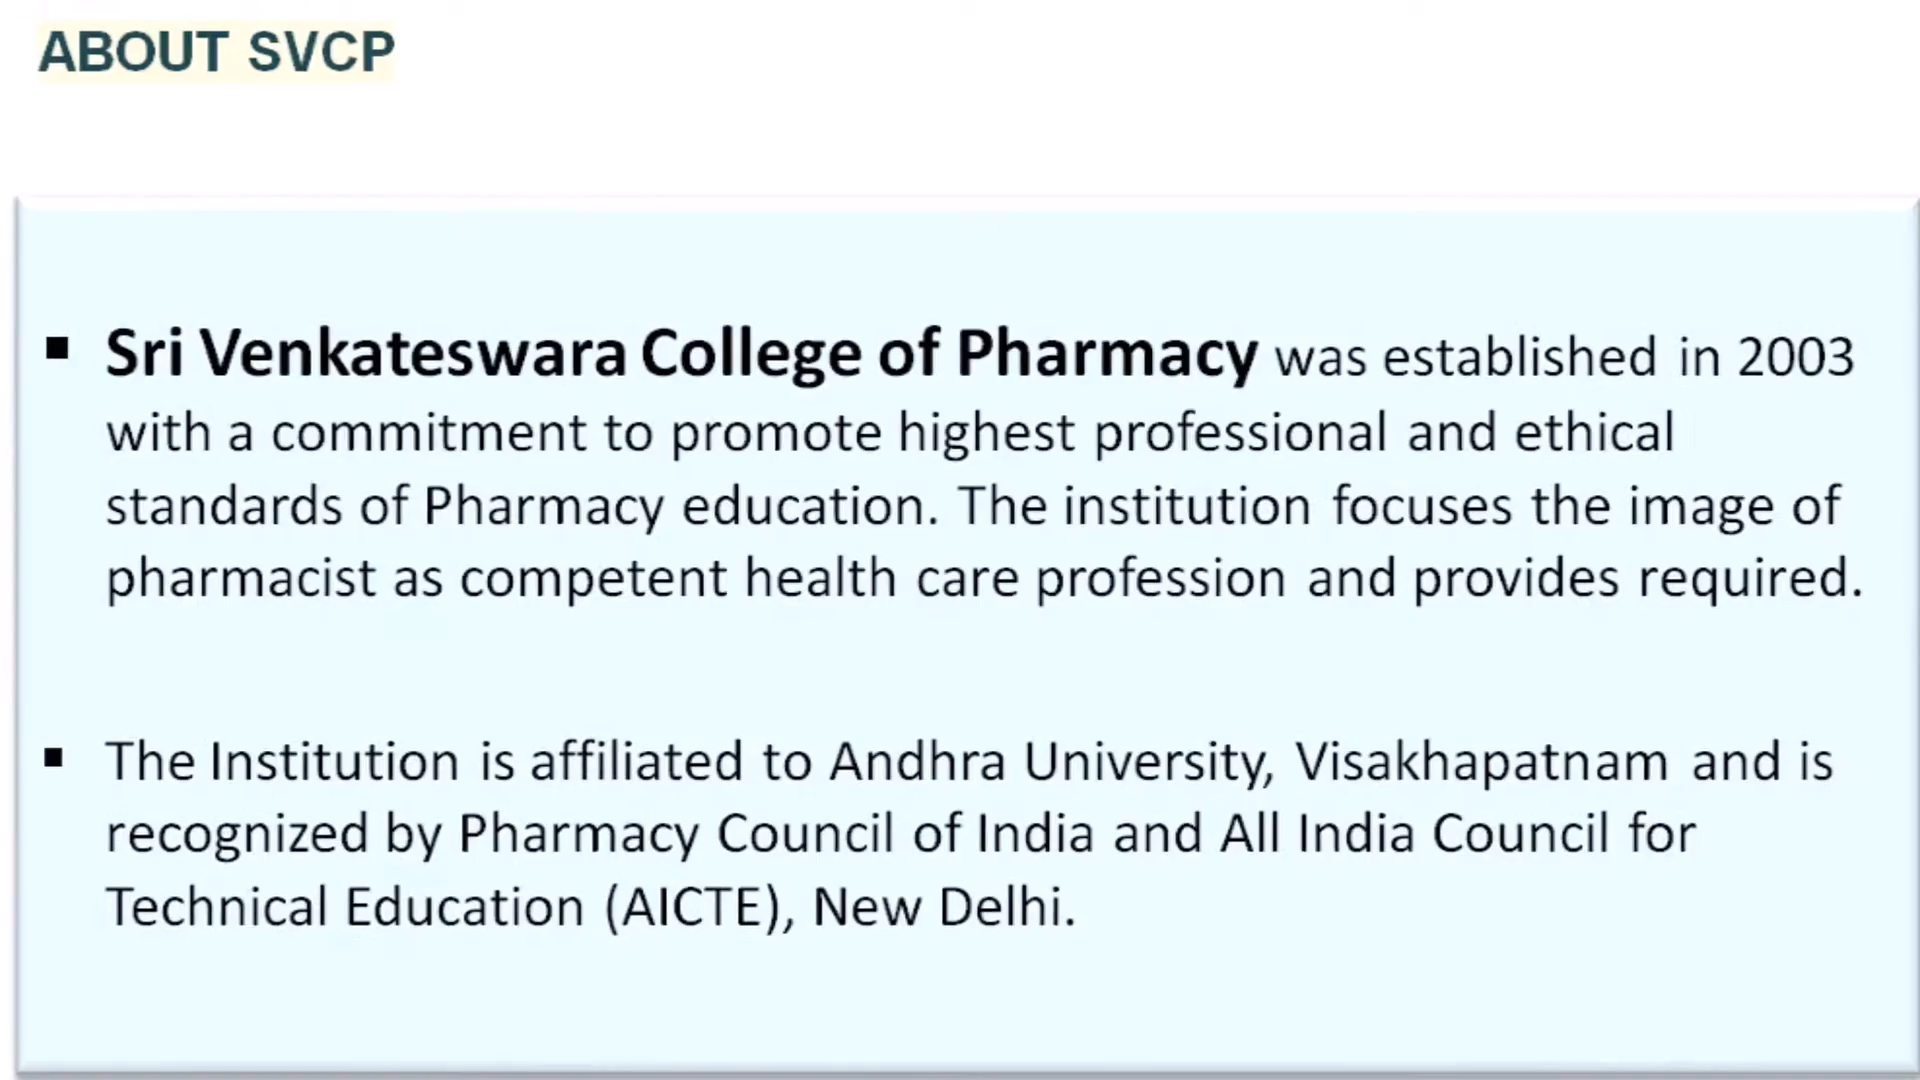 ABOUT SVCP
▪ Sri Venkateswara College of Pharmacy was established in 2003
with a commitment to promote highest professional and ethical
standards of Pharmacy education. The institution focuses the image of
pharmacist as competent health care profession and provides required.
▪ The Institution is affiliated to Andhra University, Visakhapatnam and is
recognized by Pharmacy Council of India and All India Council for
Technical Education (AICTE), New Delhi.